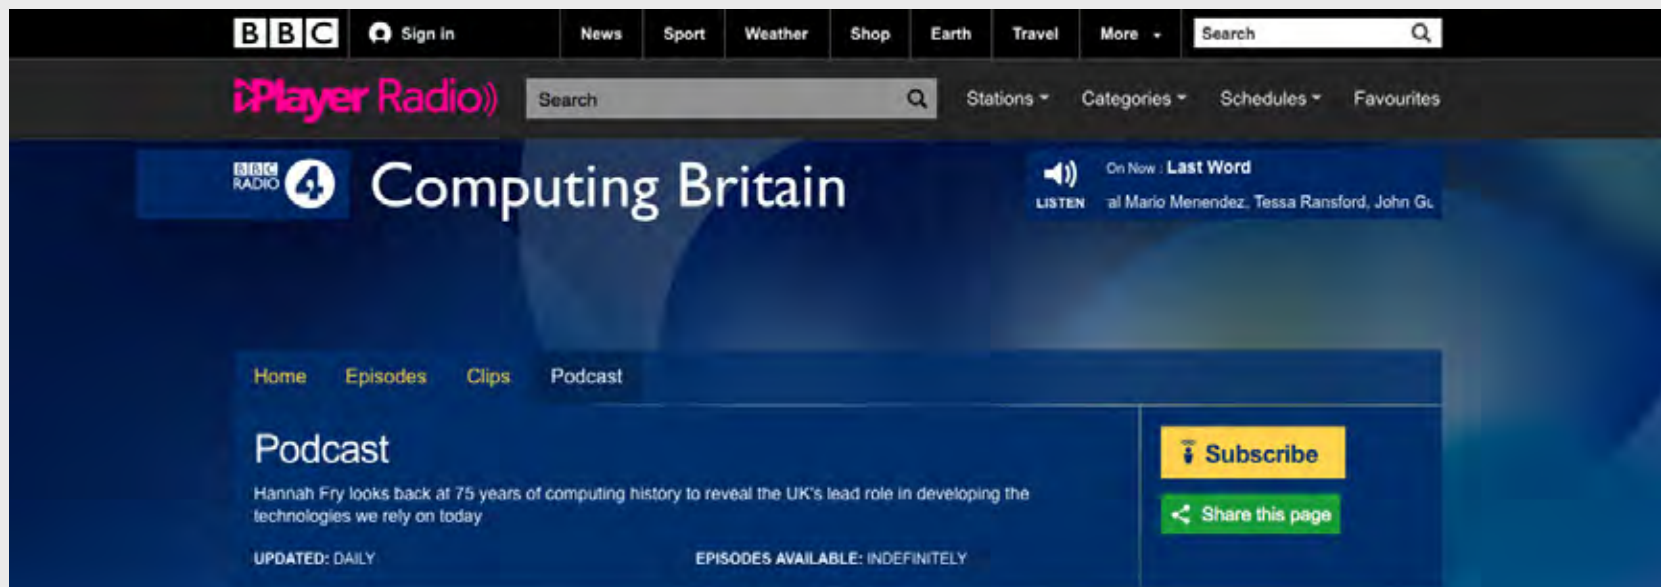 BBC Sign in News Sport Weather Shop Earth Travel More Search
iPlayer Radio Search Stations Categories Schedules Favourites
BBC RADIO 4 Computing Britain
On Now : Last Word
LISTEN al Mario Menendez, Tessa Ransford, John Gu
Home Episodes Clips Podcast
Podcast
Subscribe
Hannah Fry looks back at 75 years of computing history to reveal the UK's lead role in developing the
technologies we rely on today
Share this page
UPDATED: DAILY EPISODES AVAILABLE: INDEFINITELY